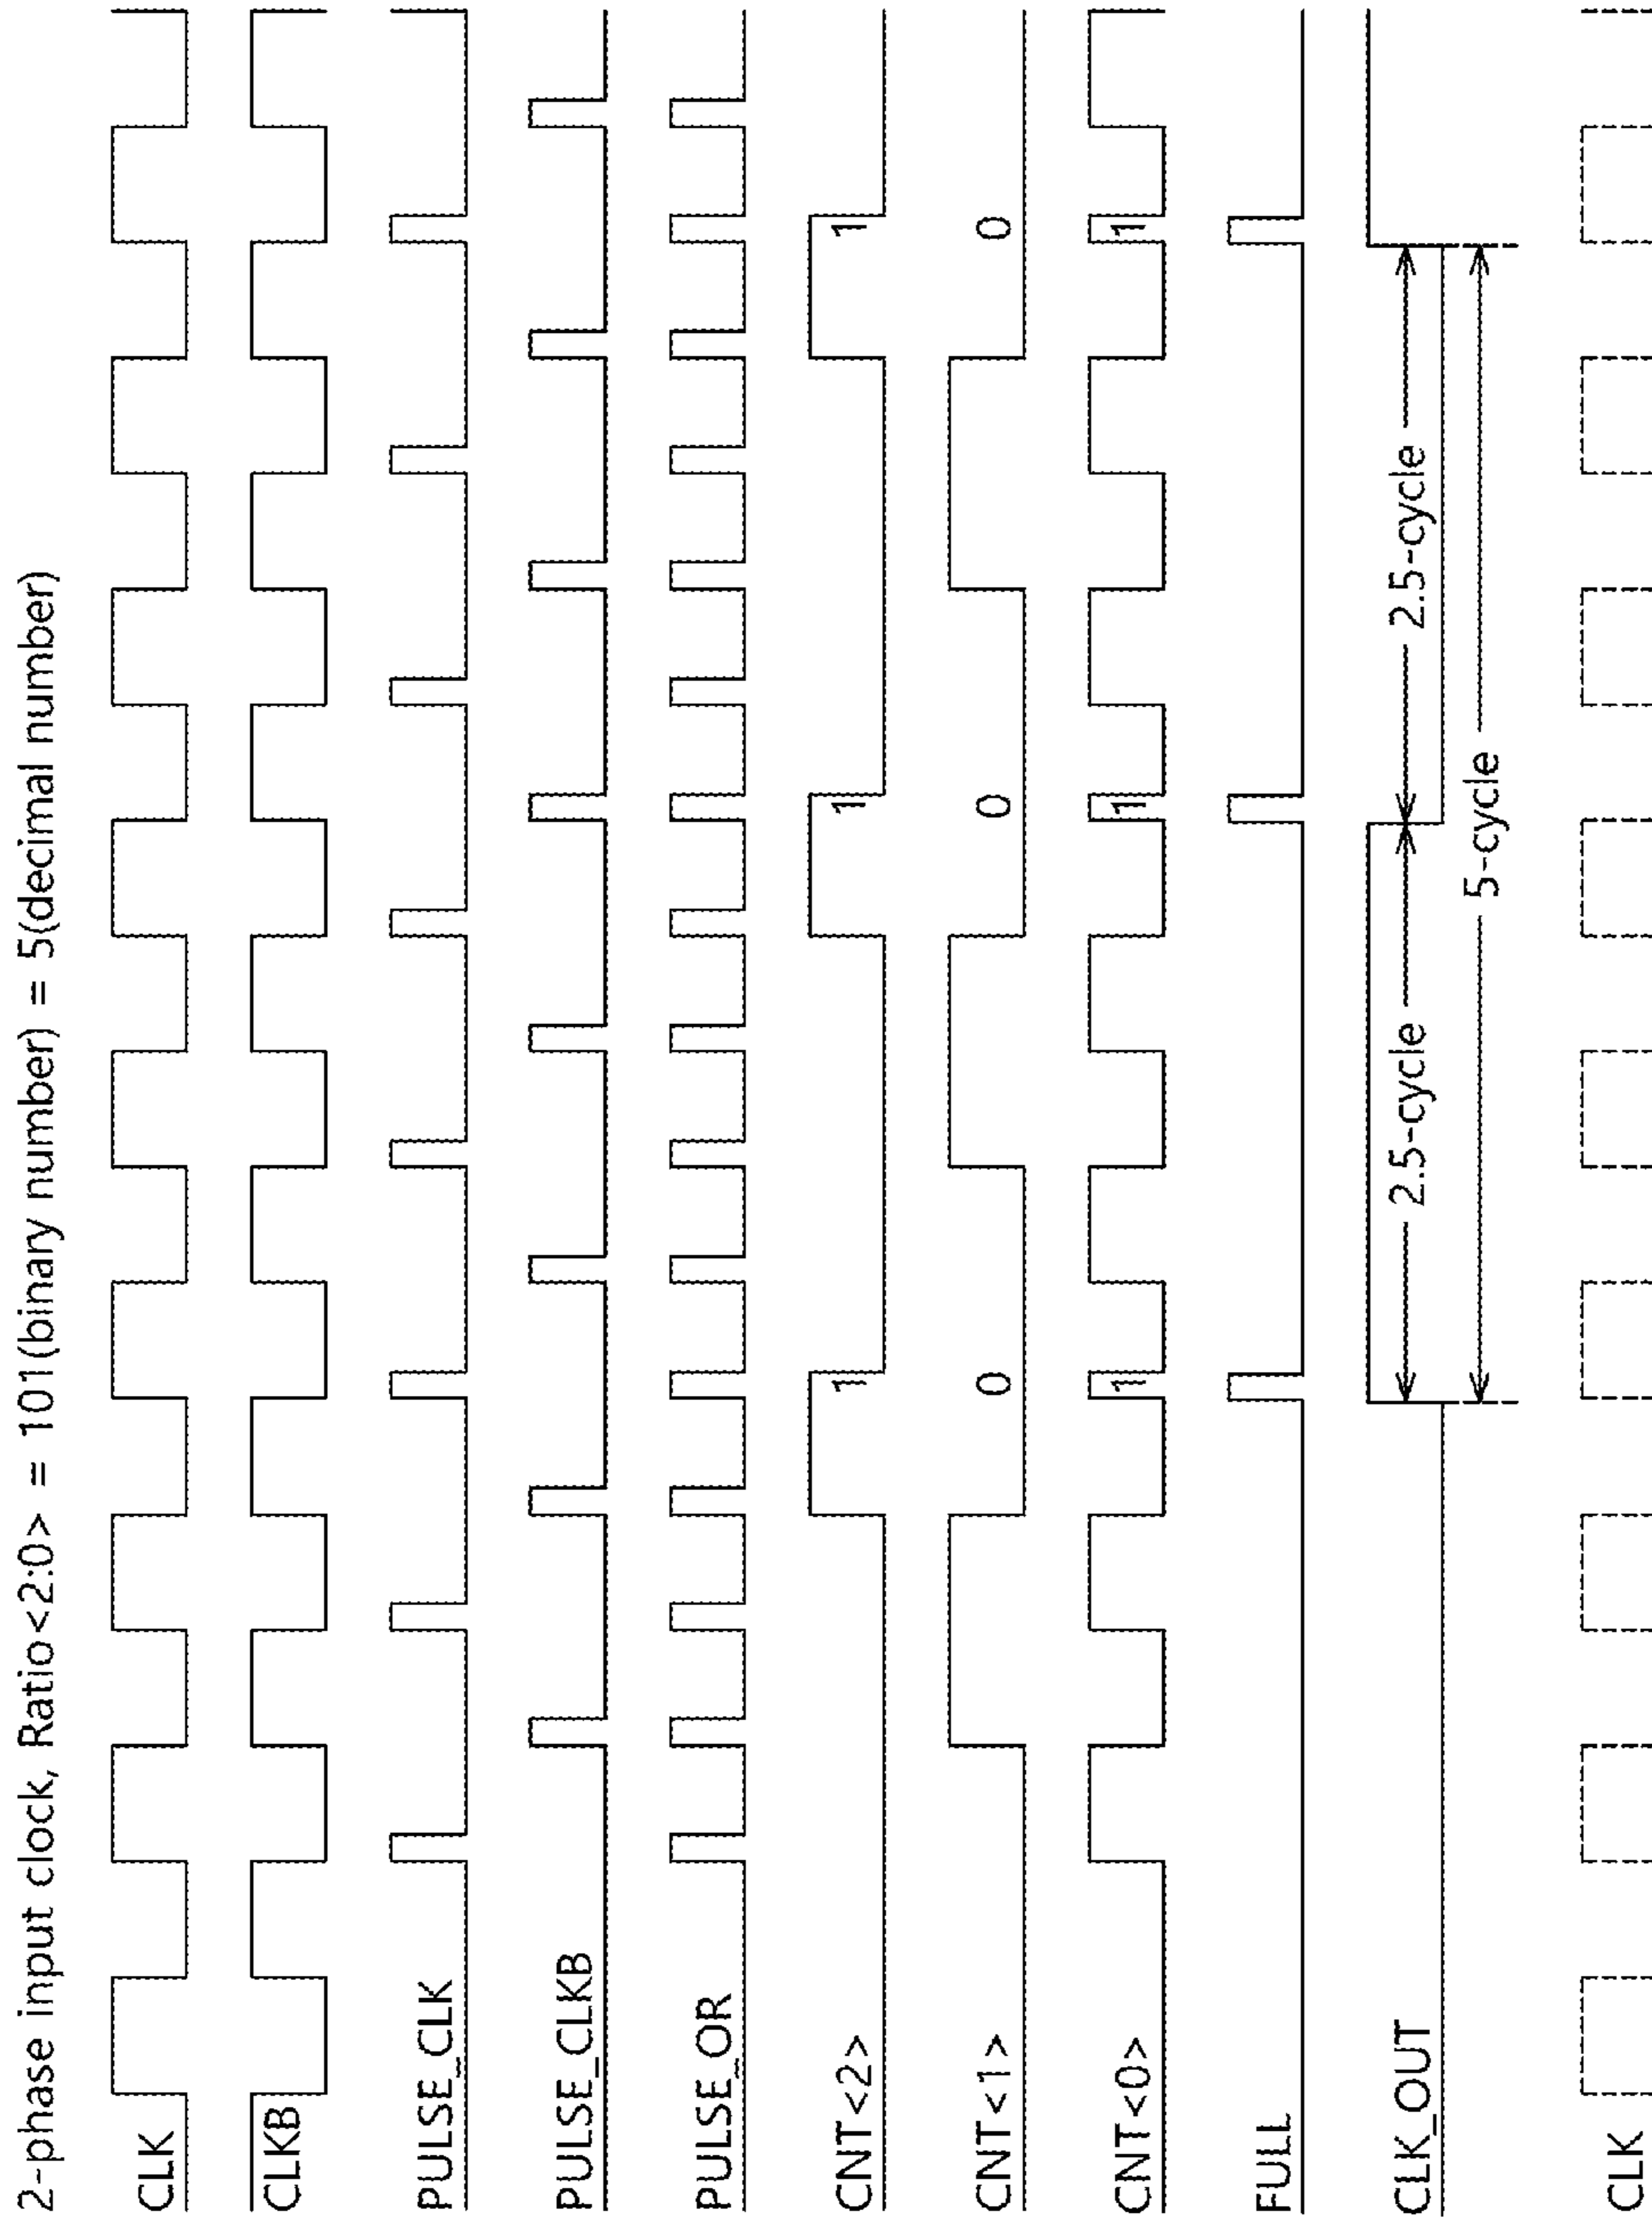 2-phase input clock, Ratio<2:0> = 101(binary number) = 5(decimal number)
CLK
CLKB
PULSE_CLK
PULSE_CLKB
PULSE_OR
CNT<2> 1 1 1
CNT<1> 0 0 0
CNT<0> 1 1 1
FULL
CLK_OUT
2.5-cycle 2.5-cycle
5-cycle
CLK